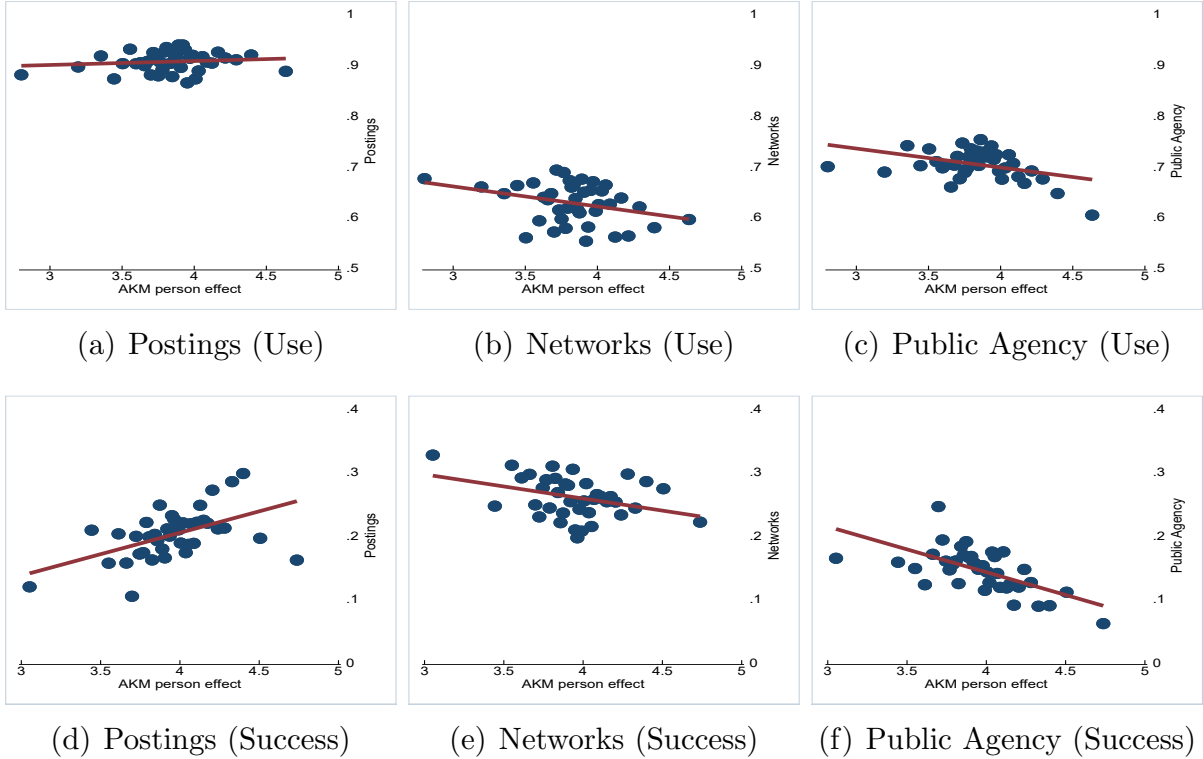 1
.9
.8
.7
.6
.5
Postings
3 3.5 4 4.5 5
AKM person effect
(a) Postings (Use)
1
.9
.8
.7
.6
.5
Networks
3 3.5 4 4.5 5
AKM person effect
(b) Networks (Use)
1
.9
.8
.7
.6
.5
Public Agency
3 3.5 4 4.5 5
AKM person effect
(c) Public Agency (Use)
.4
.3
.2
.1
0
Postings
3 3.5 4 4.5 5
AKM person effect
(d) Postings (Success)
.4
.3
.2
.1
0
Networks
3 3.5 4 4.5 5
AKM person effect
(e) Networks (Success)
.4
.3
.2
.1
0
Public Agency
3 3.5 4 4.5 5
AKM person effect
(f) Public Agency (Success)